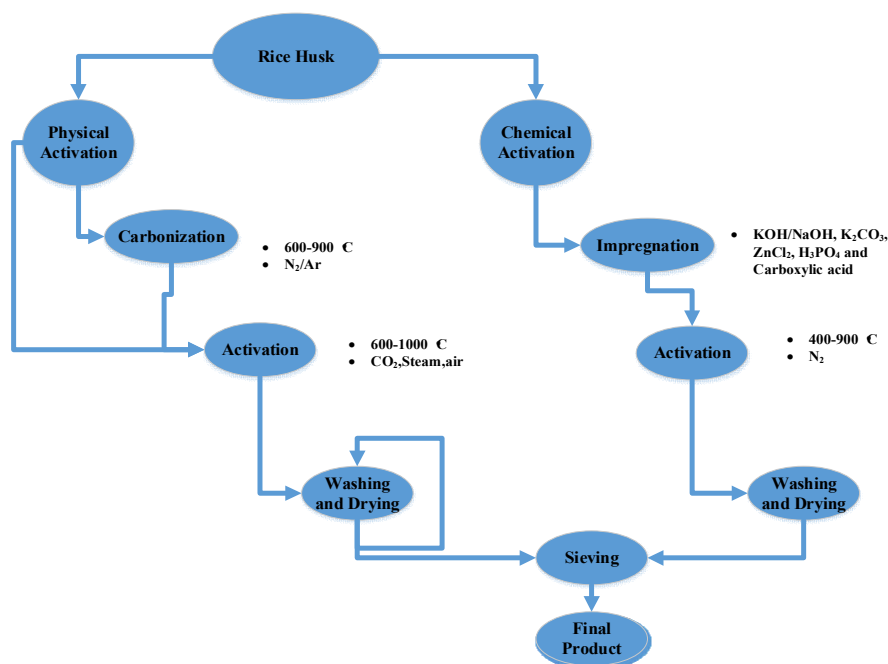 Rice Husk
Physical
Activation
Chemical
Activation
Carbonization
• 600-900 ℃
• N₂/Ar
Impregnation
• KOH/NaOH, K₂CO₃,
ZnCl₂, H₃PO₄ and
Carboxylic acid
Activation
• 600-1000 ℃
• CO₂,Steam,air
Activation
• 400-900 ℃
• N₂
Washing
and Drying
Washing
and Drying
Sieving
Final
Product